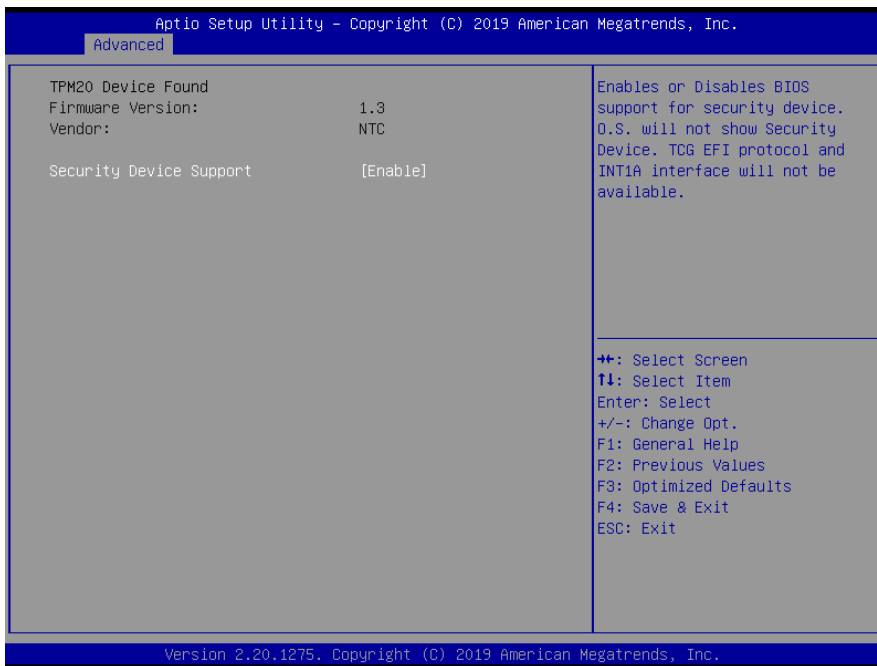 Aptio Setup Utility – Copyright (C) 2019 American Megatrends, Inc.
Advanced
TPM20 Device Found
Firmware Version: 1.3
Vendor: NTC
Security Device Support [Enable]
Enables or Disables BIOS
support for security device.
O.S. will not show Security
Device. TCG EFI protocol and
INT1A interface will not be
available.
→←: Select Screen
↑↓: Select Item
Enter: Select
+/-: Change Opt.
F1: General Help
F2: Previous Values
F3: Optimized Defaults
F4: Save & Exit
ESC: Exit
Version 2.20.1275. Copyright (C) 2019 American Megatrends, Inc.